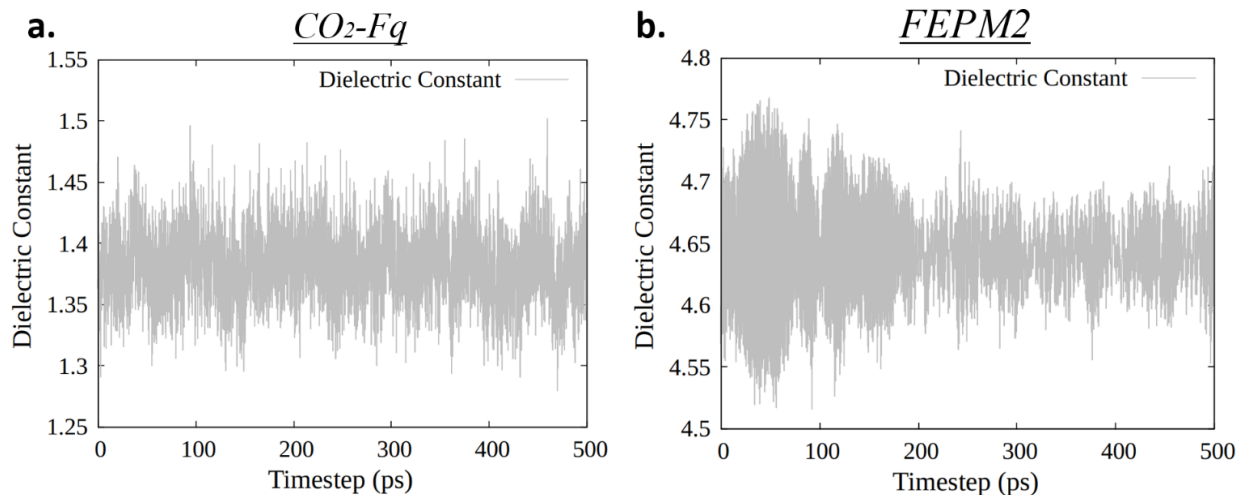 a.
CO₂-Fq
Dielectric Constant
1.55
1.5
1.45
1.4
1.35
1.3
1.25
Dielectric Constant
0 100 200 300 400 500
Timestep (ps)
b.
FEPM2
Dielectric Constant
4.8
4.75
4.7
4.65
4.6
4.55
4.5
Dielectric Constant
0 100 200 300 400 500
Timestep (ps)